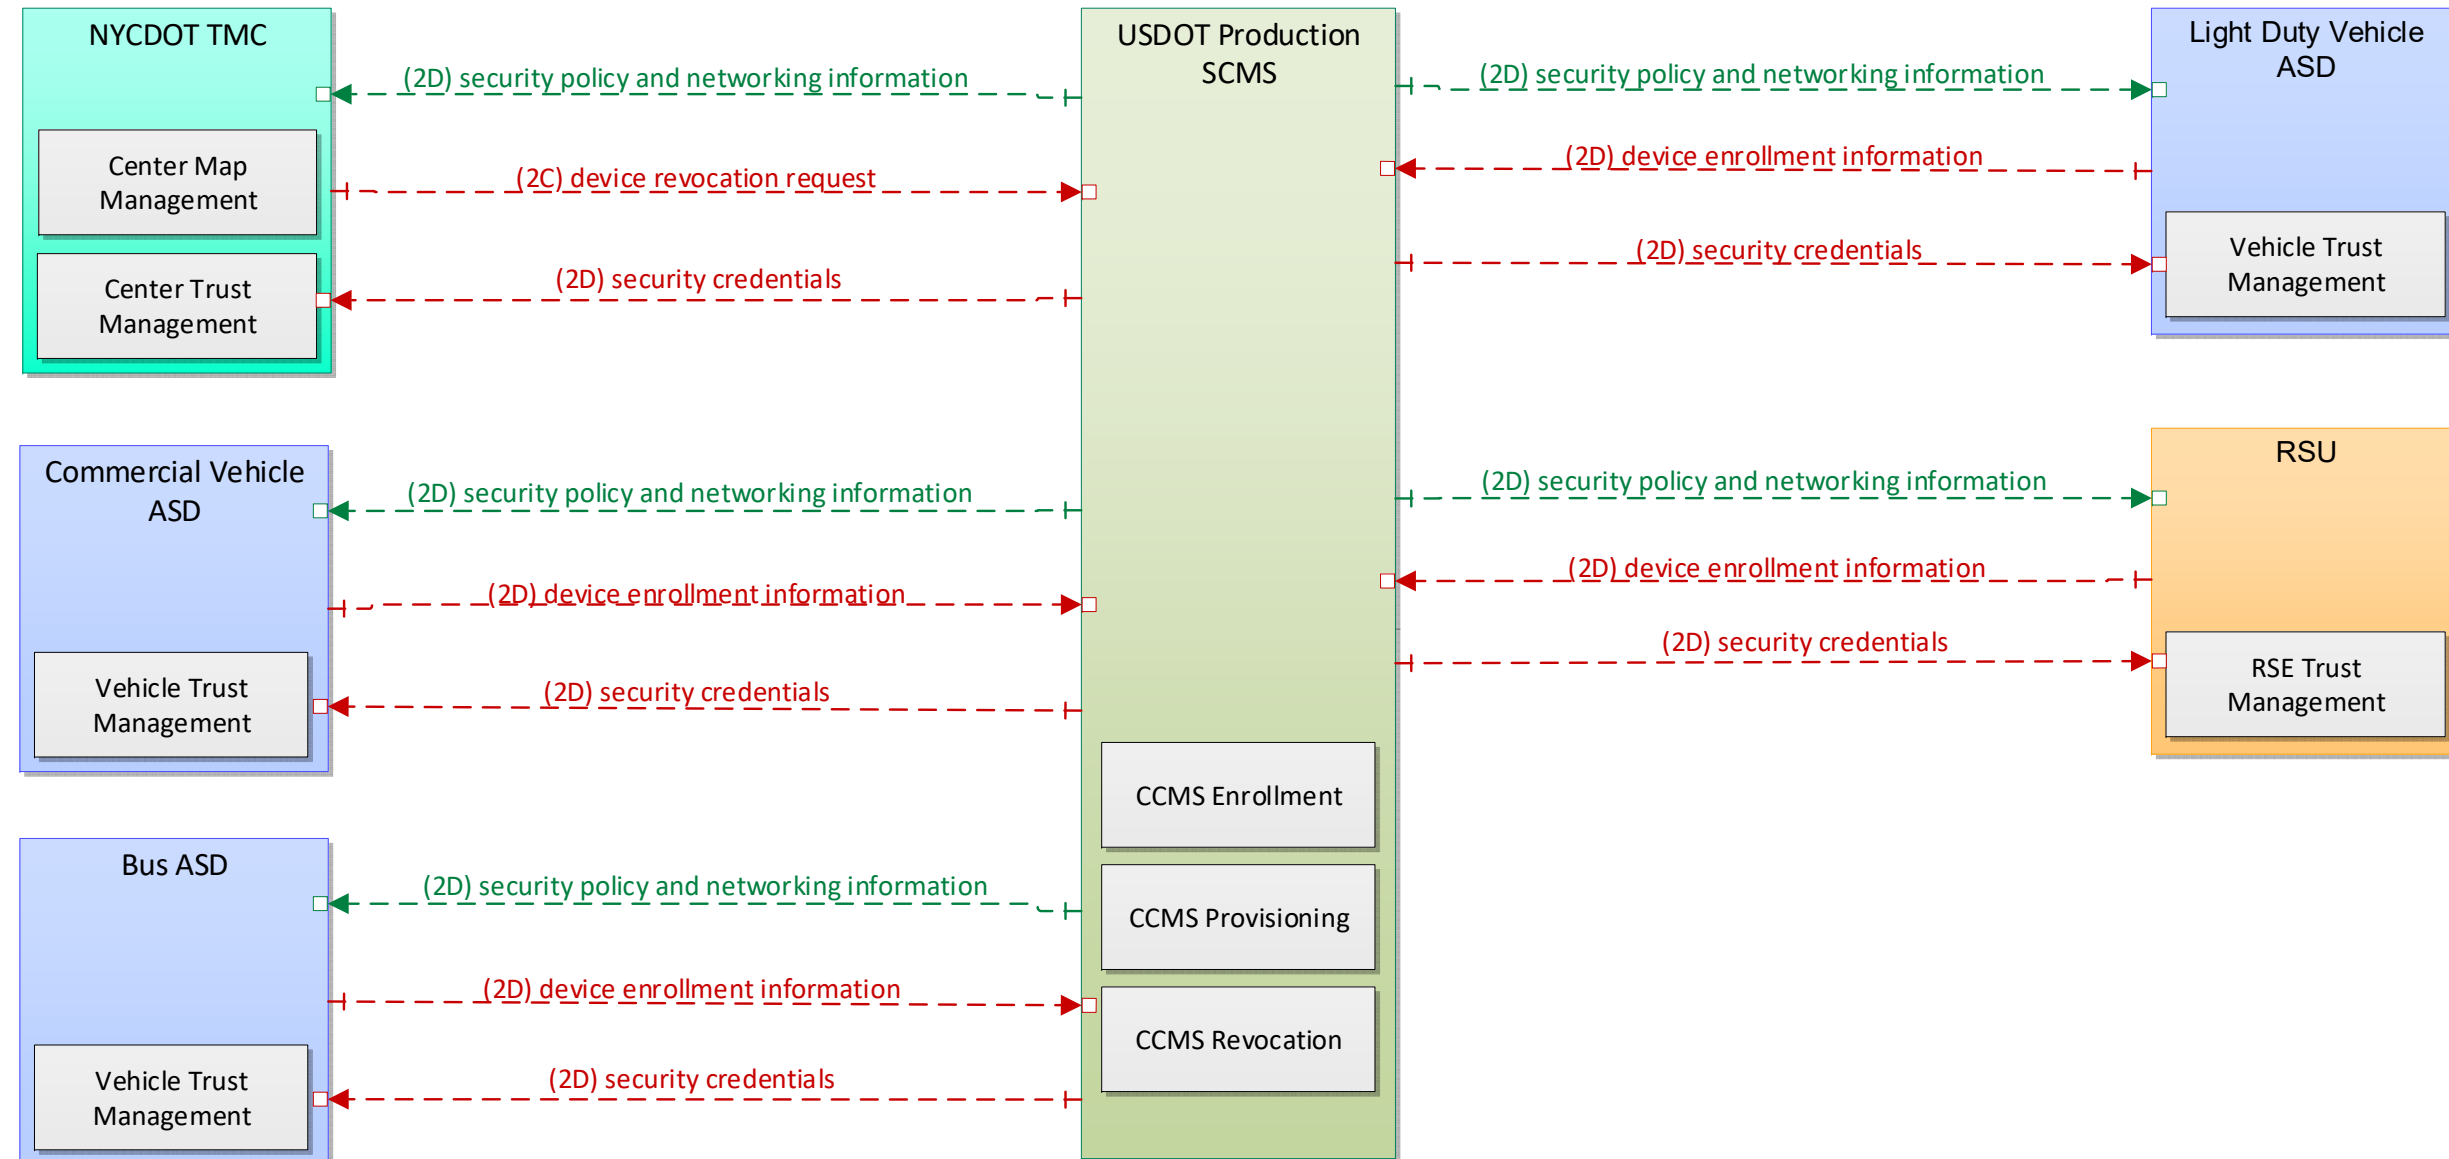 NYCDOT TMC
(2D) security policy and networking information
Center Map
Management
(2C) device revocation request
Center Trust
Management
(2D) security credentials
Commercial Vehicle
ASD
(2D) security policy and networking information
(2D) device enrollment information
Vehicle Trust
Management
(2D) security credentials
Bus ASD
(2D) security policy and networking information
(2D) device enrollment information
Vehicle Trust
Management
(2D) security credentials
USDOT Production
SCMS
CCMS Enrollment
CCMS Provisioning
CCMS Revocation
Light Duty Vehicle
ASD
(2D) security policy and networking information
(2D) device enrollment information
(2D) security credentials
Vehicle Trust
Management
RSU
(2D) security policy and networking information
(2D) device enrollment information
(2D) security credentials
RSE Trust
Management